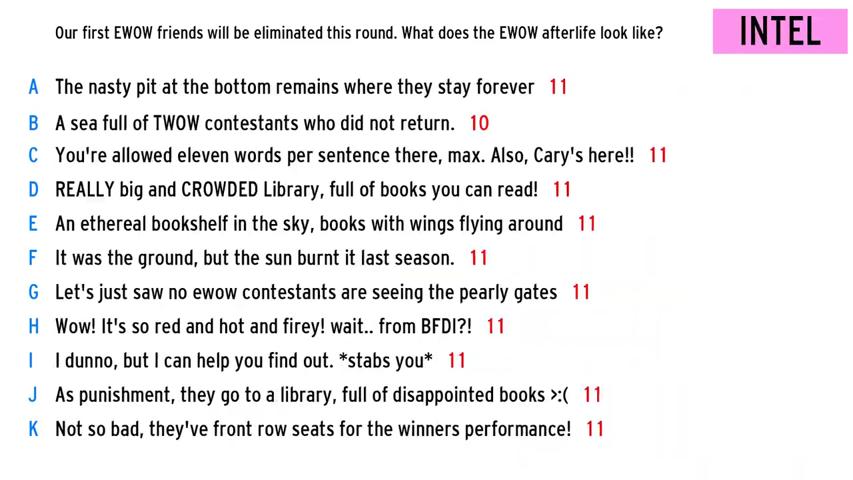 Our first EWOW friends will be eliminated this round. What does the EWOW afterlife look like?
INTEL
A The nasty pit at the bottom remains where they stay forever 11
B A sea full of TWOW contestants who did not return. 10
C You're allowed eleven words per sentence there, max. Also, Cary's here!! 11
D REALLY big and CROWDED Library, full of books you can read! 11
E An ethereal bookshelf in the sky, books with wings flying around 11
F It was the ground, but the sun burnt it last season. 11
G Let's just saw no ewow contestants are seeing the pearly gates 11
H Wow! It's so red and hot and firey! wait.. from BFDI?! 11
I I dunno, but I can help you find out. *stabs you* 11
J As punishment, they go to a library, full of disappointed books >:( 11
K Not so bad, they've front row seats for the winners performance! 11